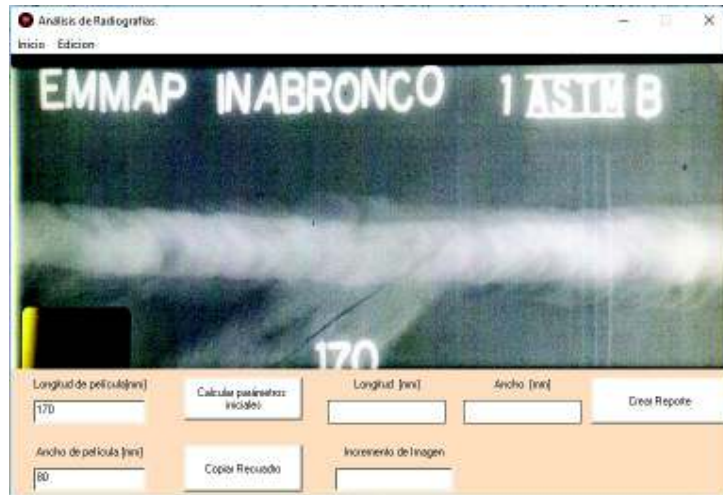 Análisis de Radiografías
Inicio Edicion
EMMAP INABRONCO 1 ASTM B
170
Longitud de película[mm]
170
Calcular parámetros
iniciales
Longitud [mm]
Ancho [mm]
Crear Reporte
Ancho de película [mm]
80
Copiar Recuadro
Incremento de Imagen